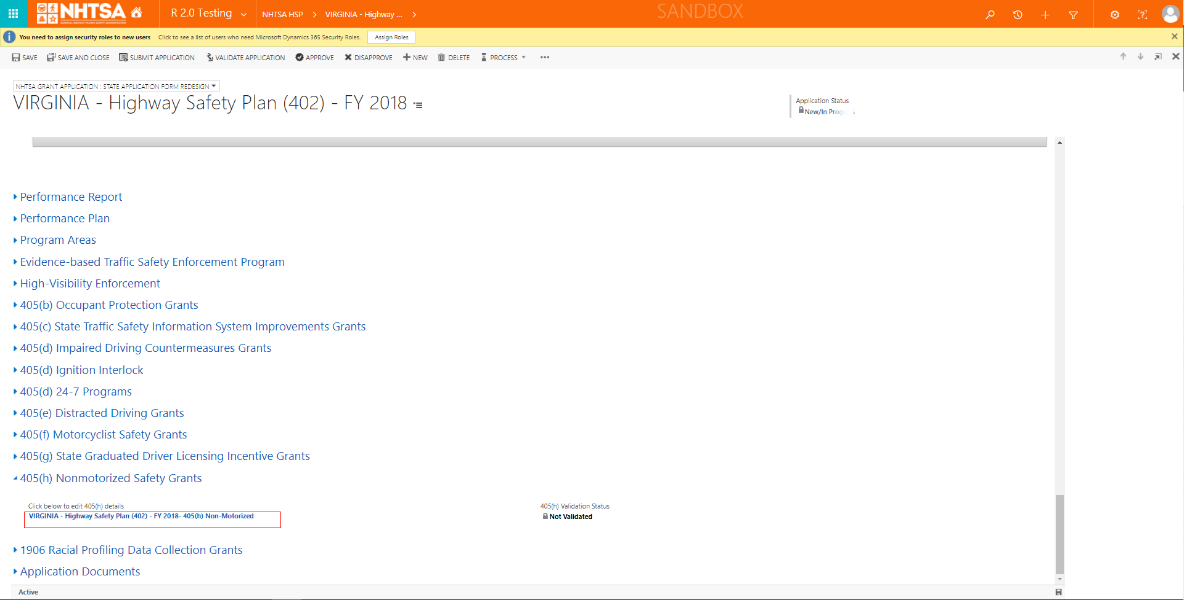 NHTSA R 2.0 Testing NHTSA HSP VIRGINIA - Highway ... SANDBOX
You need to assign security roles to new users Click to see a list of users who need Microsoft Dynamics 365 Security Roles. Assign Roles
SAVE SAVE AND CLOSE SUBMIT APPLICATION VALIDATE APPLICATION APPROVE DISAPPROVE NEW DELETE PROCESS
NHTSA GRANT APPLICATION : STATE APPLICATION FORM REDESIGN
VIRGINIA - Highway Safety Plan (402) - FY 2018
Application Status
New/In Prog
Performance Report
Performance Plan
Program Areas
Evidence-based Traffic Safety Enforcement Program
High-Visibility Enforcement
405(b) Occupant Protection Grants
405(c) State Traffic Safety Information System Improvements Grants
405(d) Impaired Driving Countermeasures Grants
405(d) Ignition Interlock
405(d) 24-7 Programs
405(e) Distracted Driving Grants
405(f) Motorcyclist Safety Grants
405(g) State Graduated Driver Licensing Incentive Grants
405(h) Nonmotorized Safety Grants
Click below to edit 405(h) details 405(h) Validation Status
VIRGINIA - Highway Safety Plan (402) - FY 2018- 405(h) Non-Motorized Not Validated
1906 Racial Profiling Data Collection Grants
Application Documents
Active